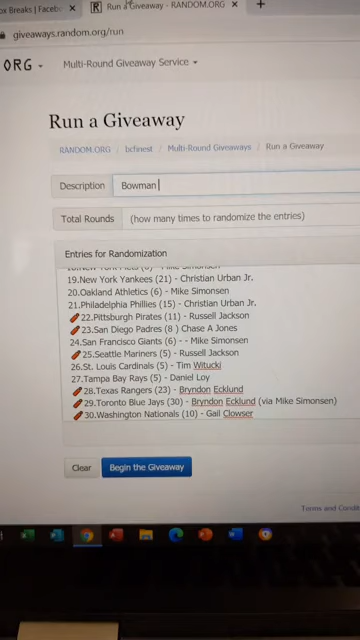 ox Breaks | Faceb
Run a Giveaway - RANDOM.ORG
giveaways.random.org/run
ORG
Multi-Round Giveaway Service
Run a Giveaway
RANDOM.ORG / bcfinest / Multi-Round Giveaways / Run a Giveaway
Description Bowman
Total Rounds (how many times to randomize the entries)
Entries for Randomization
19.New York Yankees (21) - Christian Urban Jr.
20.Oakland Athletics (6) - Mike Simonsen
21.Philadelphia Phillies (15) - Christian Urban Jr.
22.Pittsburgh Pirates (11) - Russell Jackson
23.San Diego Padres (8 ) Chase A Jones
24.San Francisco Giants (6) - - Mike Simonsen
25.Seattle Mariners (5) - Russell Jackson
26.St. Louis Cardinals (5) - Tim Witucki
27.Tampa Bay Rays (5) - Daniel Loy
28.Texas Rangers (23) - Bryndon Ecklund
29.Toronto Blue Jays (30) - Bryndon Ecklund (via Mike Simonsen)
30.Washington Nationals (10) - Gail Clowser
Clear Begin the Giveaway
Terms and Condit